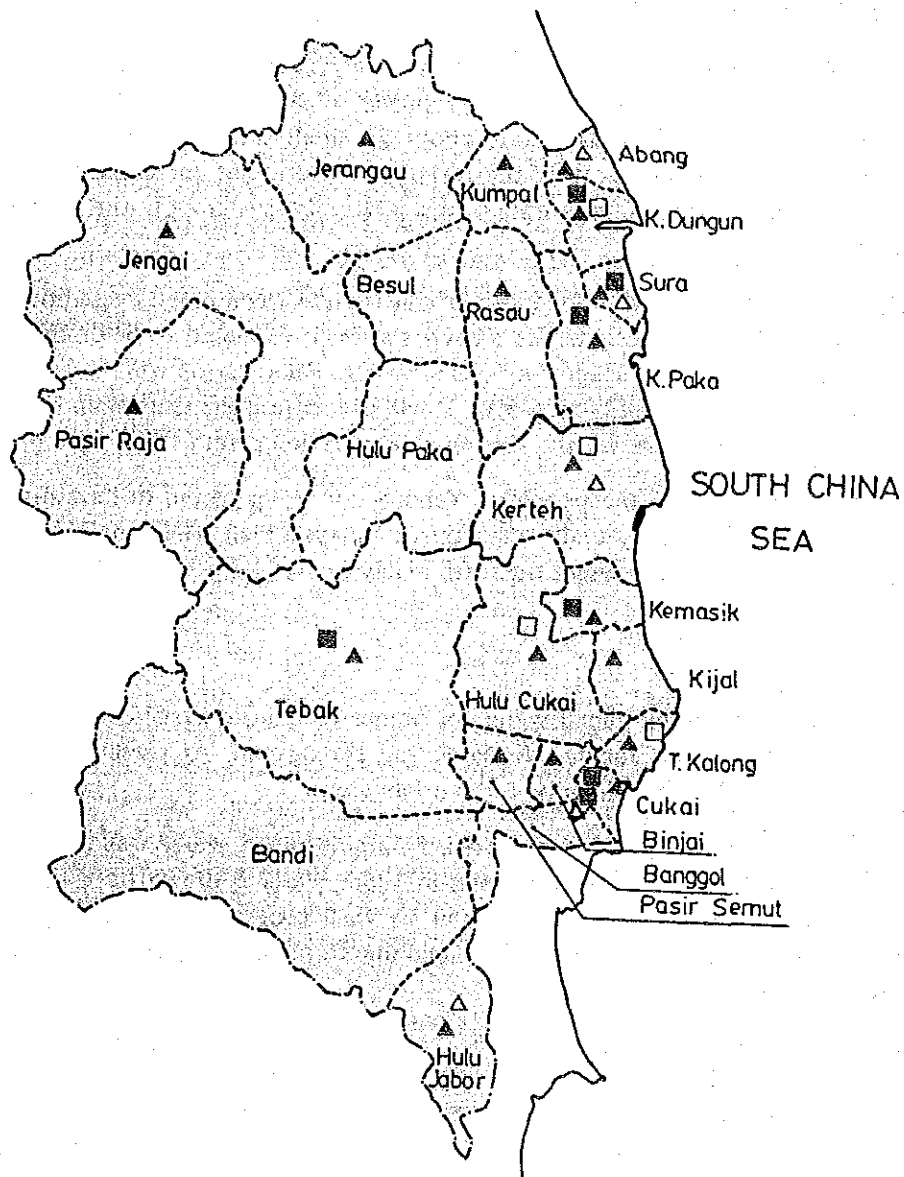 Abang
Jerangau
Kumpal
K.Dungun
Jengai
Besul
Sura
Rasau
K.Paka
Pasir Raja
Hulu Paka
Kerteh
SOUTH CHINA
SEA
Kemasik
Kijal
Hulu Cukai
Tebak
T.Kalong
Cukai
Binjai
Bandi
Banggol
Pasir Semut
Hulu
Jabor